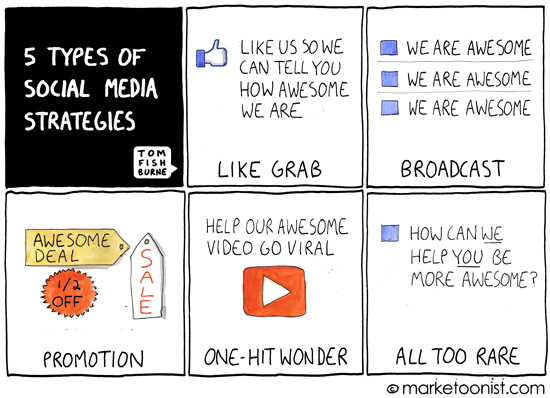 5 TYPES OF
SOCIAL MEDIA
STRATEGIES
TOM
FISH
BURNE
LIKE US SO WE
CAN TELL YOU
HOW AWESOME
WE ARE
LIKE GRAB
WE ARE AWESOME
WE ARE AWESOME
WE ARE AWESOME
BROADCAST
AWESOME
DEAL
1/2
OFF
SALE
PROMOTION
HELP OUR AWESOME
VIDEO GO VIRAL
ONE-HIT WONDER
HOW CAN WE
HELP YOU BE
MORE AWESOME?
ALL TOO RARE
© marketoonist.com